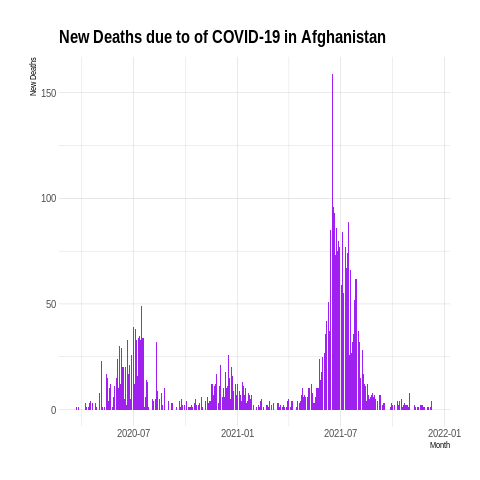 New Deaths due to of COVID-19 in Afghanistan
New Deaths
150
100
50
0
2020-07
2021-01
2021-07
2022-01
Month